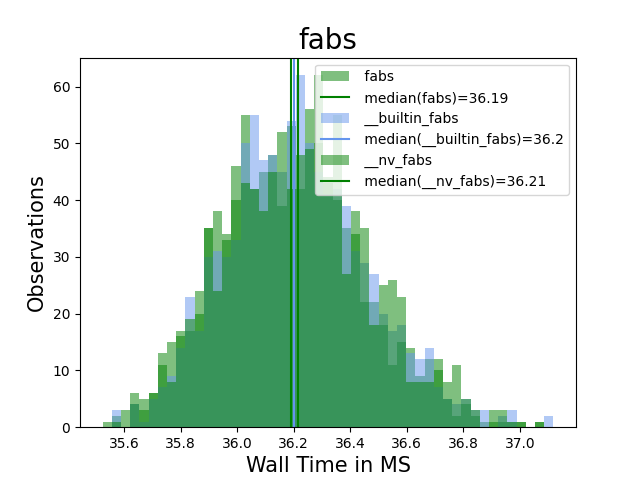 fabs
60
50
40
30
20
10
0
Observations
fabs
median(fabs)=36.19
__builtin_fabs
median(__builtin_fabs)=36.2
__nv_fabs
median(__nv_fabs)=36.21
35.6 35.8 36.0 36.2 36.4 36.6 36.8 37.0
Wall Time in MS